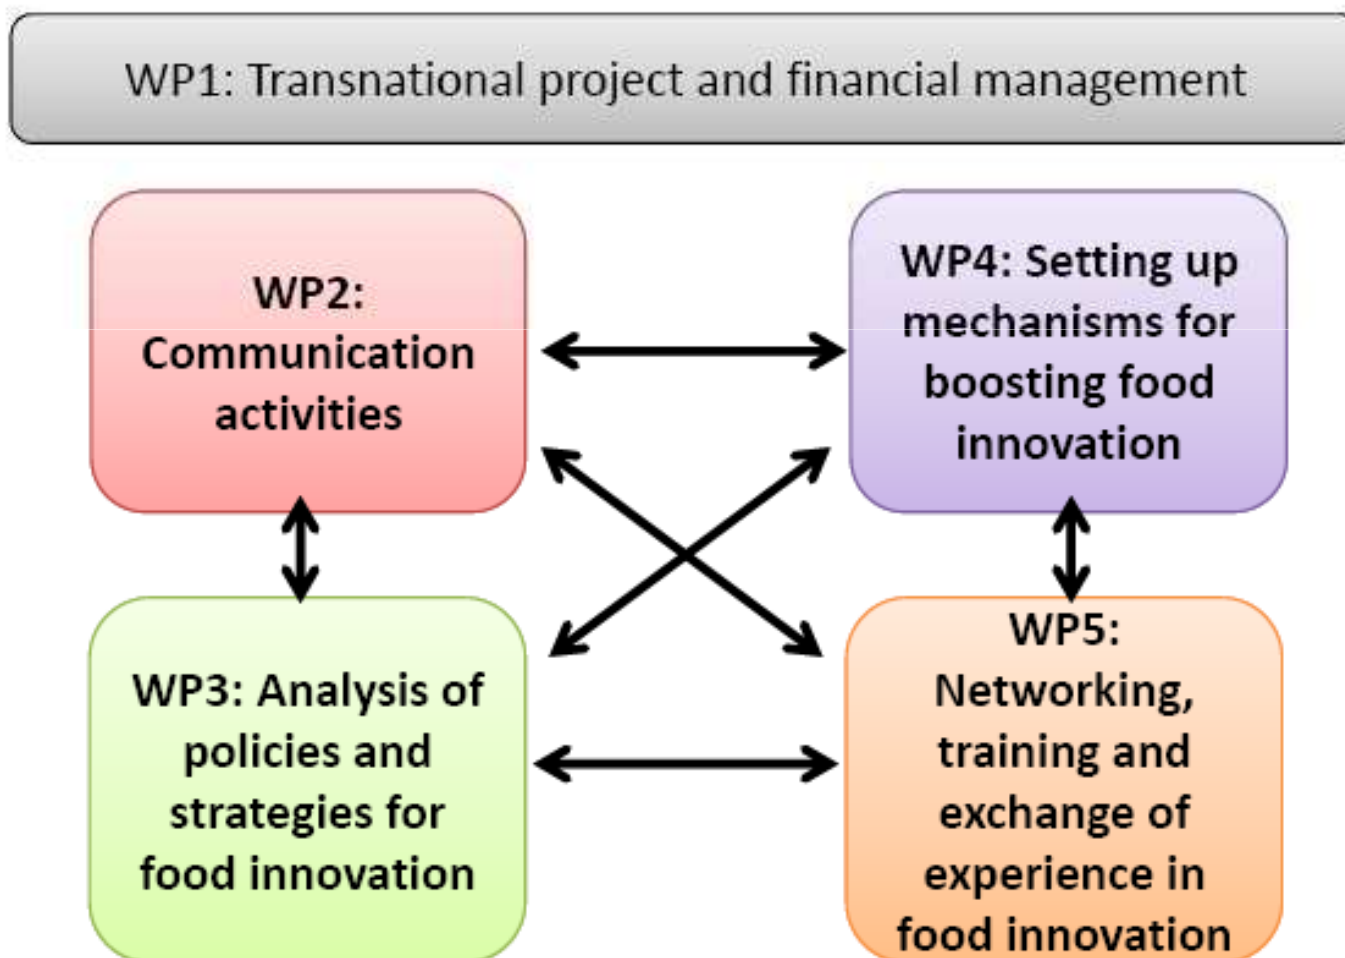 WP1: Transnational project and financial management
WP2:
Communication
activities
WP4: Setting up
mechanisms for
boosting food
innovation
WP3: Analysis of
policies and
strategies for
food innovation
WP5:
Networking,
training and
exchange of
experience in
food innovation